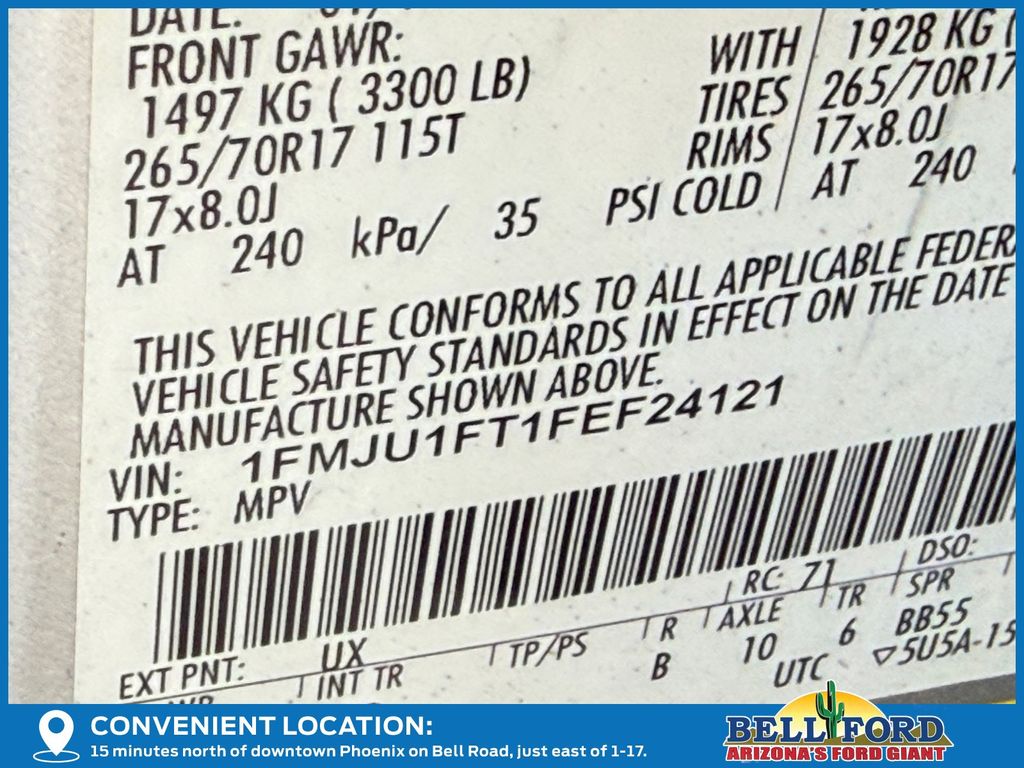 DATE:
FRONT GAWR:
1497 KG ( 3300 LB)
265/70R17 115T
17x8.0J
AT 240 kPa/ 35 PSI COLD
WITH
TIRES
RIMS
1928 KG (
265/70R17
17x8.0J
AT 240
THIS VEHICLE CONFORMS TO ALL APPLICABLE FEDER
VEHICLE SAFETY STANDARDS IN EFFECT ON THE DATE
MANUFACTURE SHOWN ABOVE.
VIN: 1FMJU1FT1FEF24121
TYPE: MPV
EXT PNT: UX RC: 71 DSO:
INT TR TP/PS R AXLE TR SPR
B 10 6 BB55
UTC ▽5U5A-15
CONVENIENT LOCATION:
15 minutes north of downtown Phoenix on Bell Road, just east of 1-17.
BELL FORD
ARIZONA'S FORD GIANT